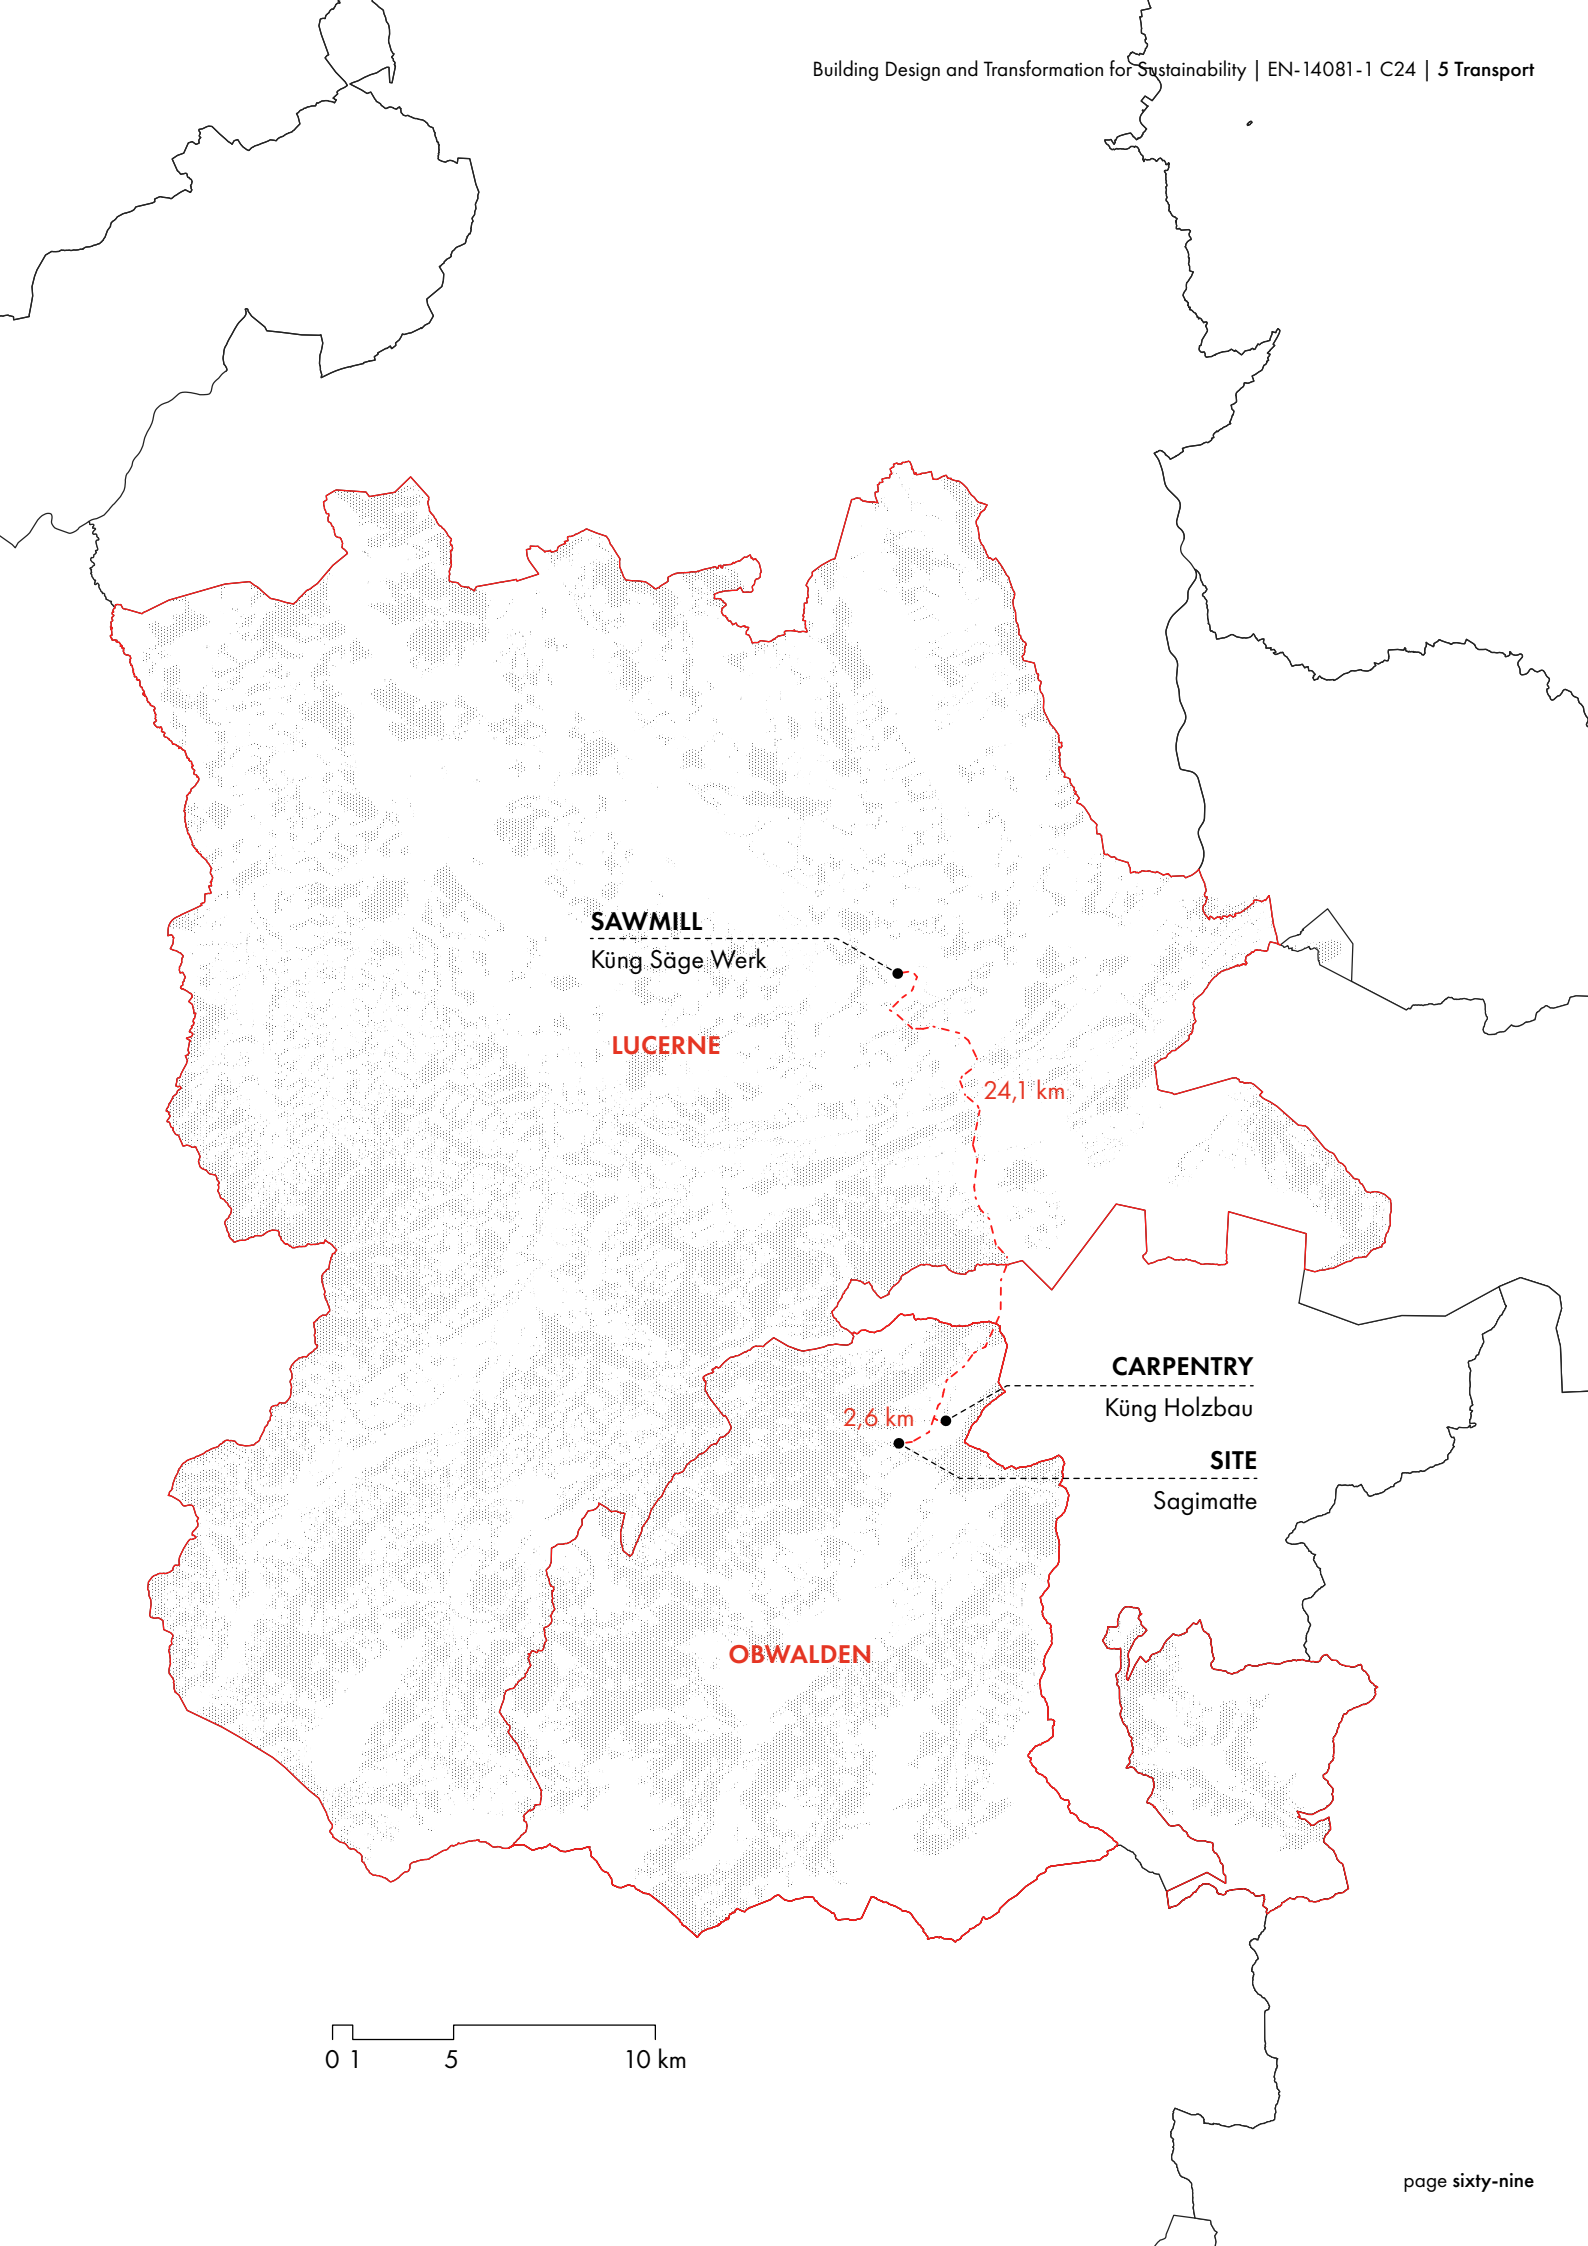 Building Design and Transformation for Sustainability | EN-14081-1 C24 | 5 Transport
SAWMILL
Küng Säge Werk
LUCERNE
24,1 km
CARPENTRY
Küng Holzbau
2,6 km
SITE
Sagimatte
OBWALDEN
0 1 5 10 km
page sixty-nine